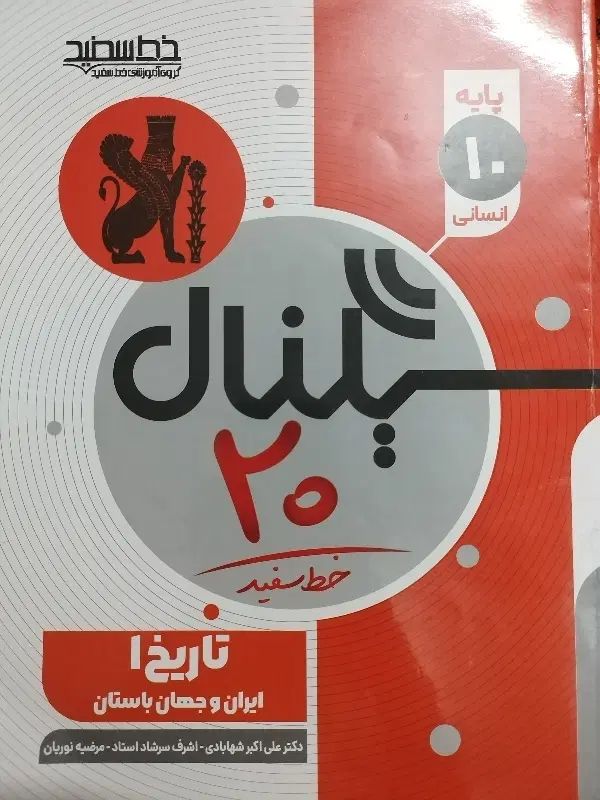 خط سفید
گروه آموزشی خط سفید
پایه
۱۰
انسانی
سیگنال
۲۰
خط سفید
تاریخ ۱
ایران و جهان باستان
دکتر علی اکبر شهابادی - اشرف سرشاد استاد - مرضیه نوریان